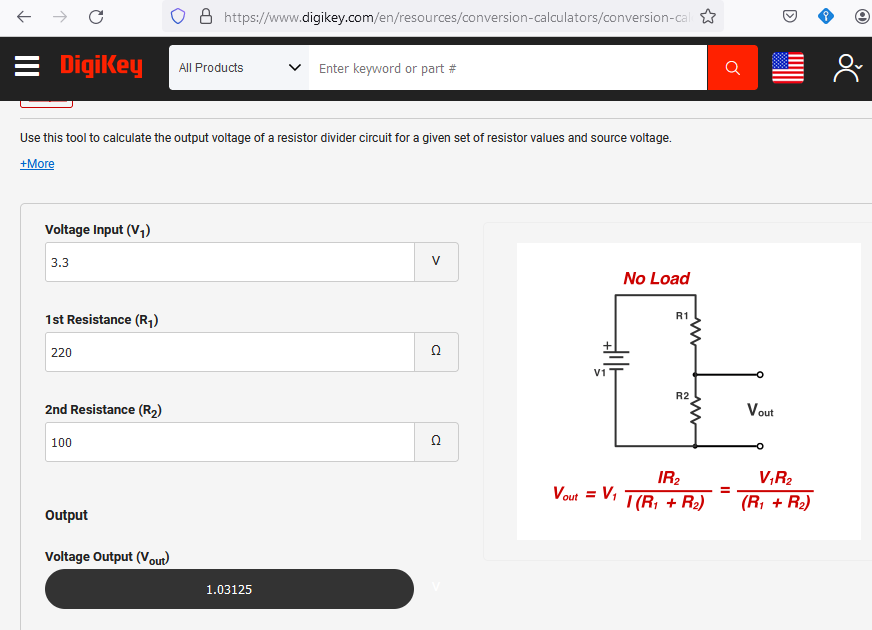 https://www.digikey.com/en/resources/conversion-calculators/conversion-cal
DigiKey
All Products
Enter keyword or part #
Use this tool to calculate the output voltage of a resistor divider circuit for a given set of resistor values and source voltage.
+More
Voltage Input (V1)
3.3 V
1st Resistance (R1)
220 Ω
2nd Resistance (R2)
100 Ω
Output
Voltage Output (Vout)
1.03125 V
No Load
R1
+
V1
R2
Vout
Vout = V1 IR2 / I (R1 + R2) = V1R2 / (R1 + R2)